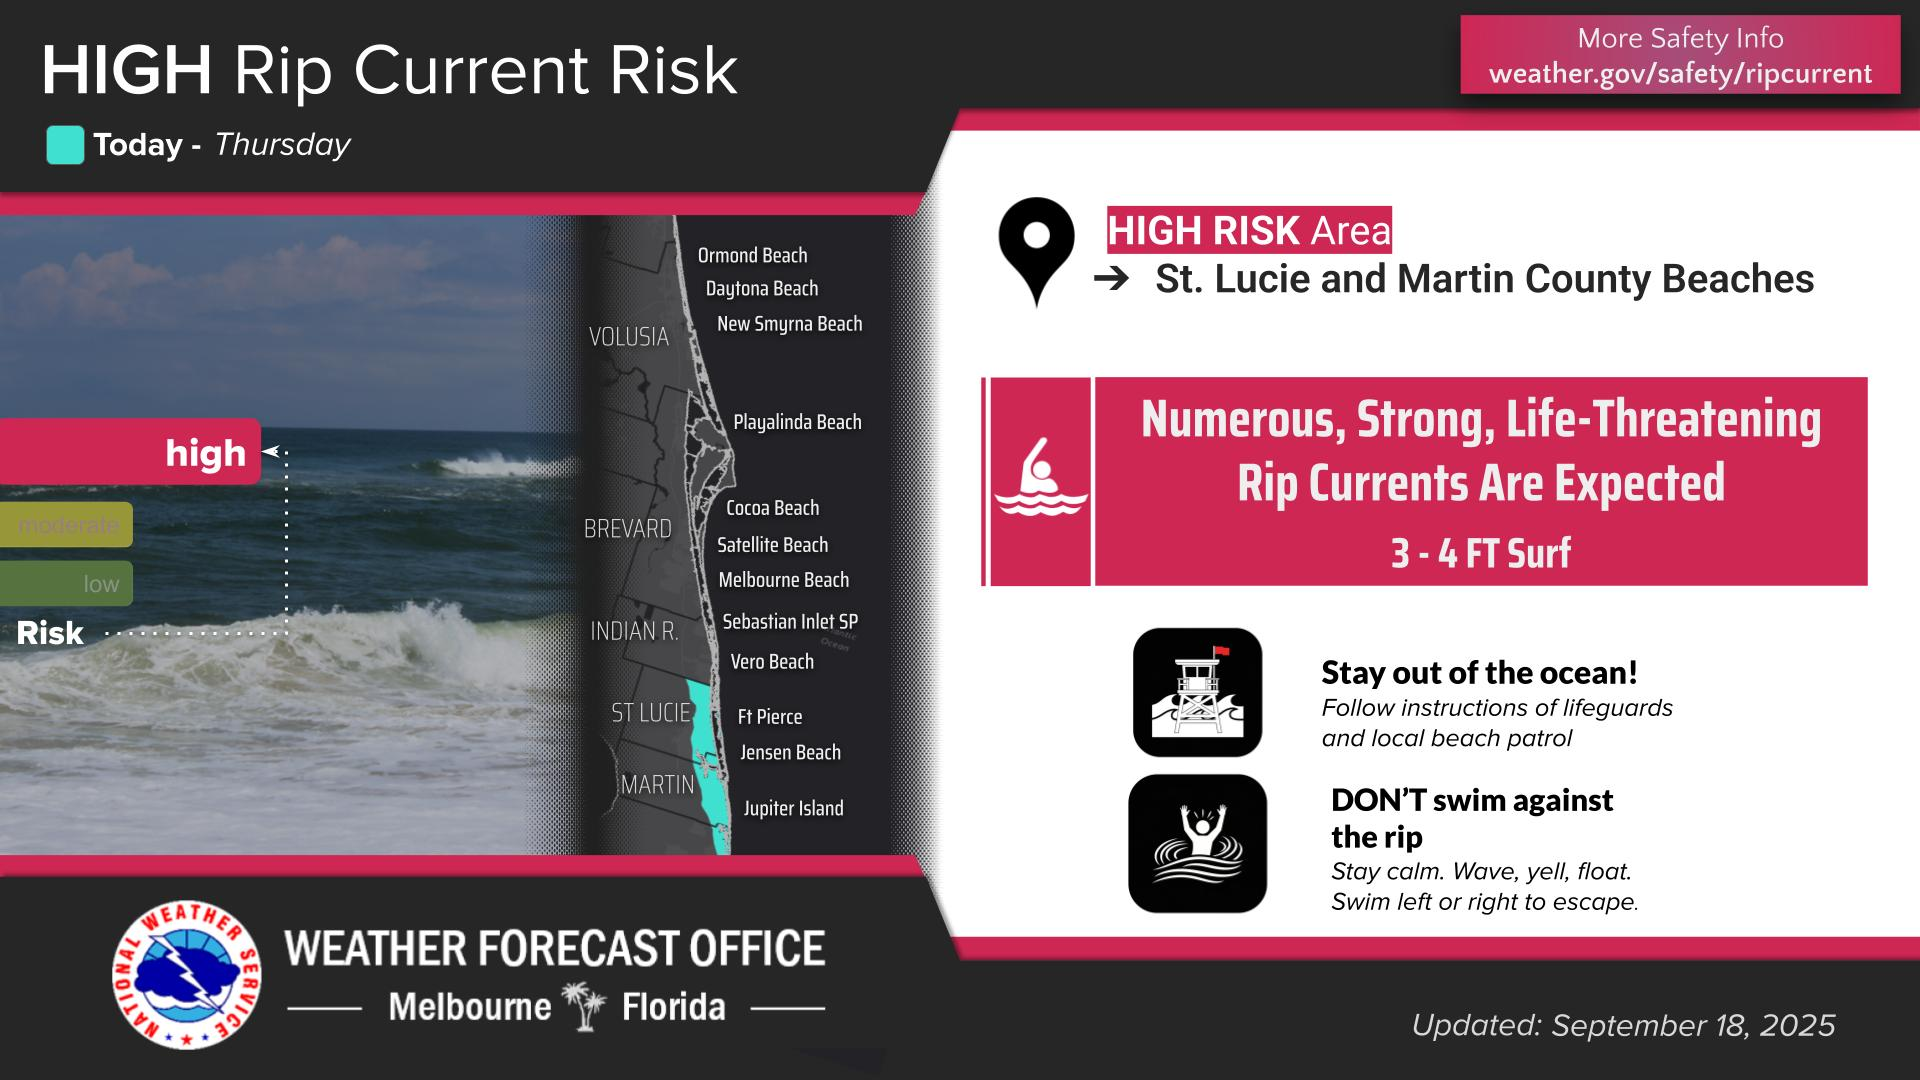 HIGH Rip Current Risk
Today - Thursday
More Safety Info
weather.gov/safety/ripcurrent
high
moderate
low
Risk
VOLUSIA
BREVARD
INDIAN R.
ST LUCIE
MARTIN
Ormond Beach
Daytona Beach
New Smyrna Beach
Playalinda Beach
Cocoa Beach
Satellite Beach
Melbourne Beach
Sebastian Inlet SP
Ocean
Vero Beach
Ft Pierce
Jensen Beach
Jupiter Island
HIGH RISK Area
➔ St. Lucie and Martin County Beaches
Numerous, Strong, Life-Threatening
Rip Currents Are Expected
3 - 4 FT Surf
Stay out of the ocean!
Follow instructions of lifeguards
and local beach patrol
DON'T swim against
the rip
Stay calm. Wave, yell, float.
Swim left or right to escape.
NATIONAL WEATHER SERVICE
WEATHER FORECAST OFFICE
Melbourne Florida
Updated: September 18, 2025